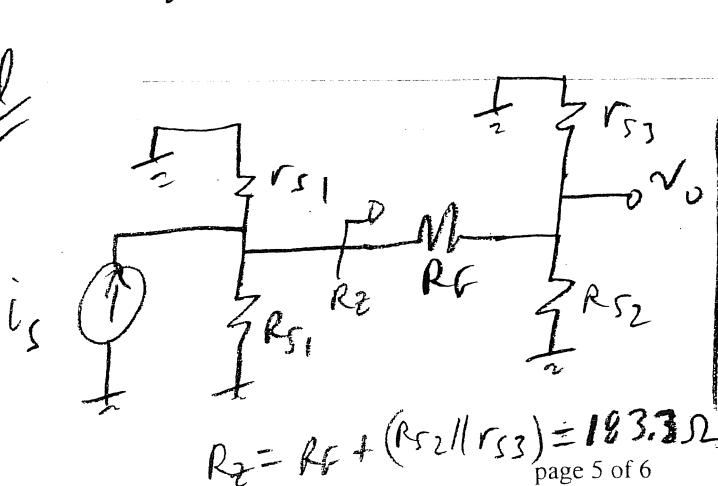 r_S3
v_o
r_S1
R_F
R_Z
i_s
R_S1
R_S2
R_Z = R_F + (R_S2 || r_S3) = 183.3 Ω
page 5 of 6